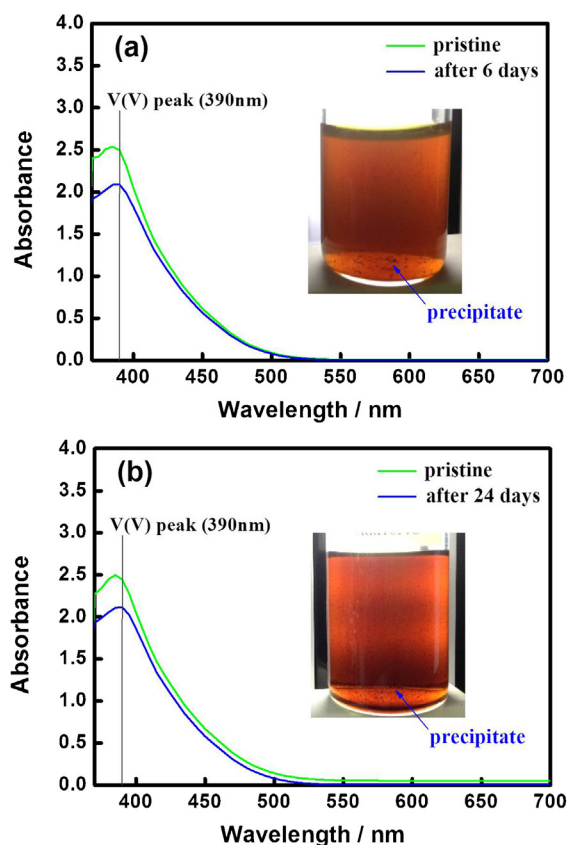 (a)
pristine
after 6 days
V(V) peak (390nm)
4.0
3.5
3.0
2.5
2.0
1.5
1.0
0.5
0.0
Absorbance
precipitate
400 450 500 550 600 650 700
Wavelength / nm
(b)
pristine
after 24 days
V(V) peak (390nm)
4.0
3.5
3.0
2.5
2.0
1.5
1.0
0.5
0.0
Absorbance
precipitate
400 450 500 550 600 650 700
Wavelength / nm